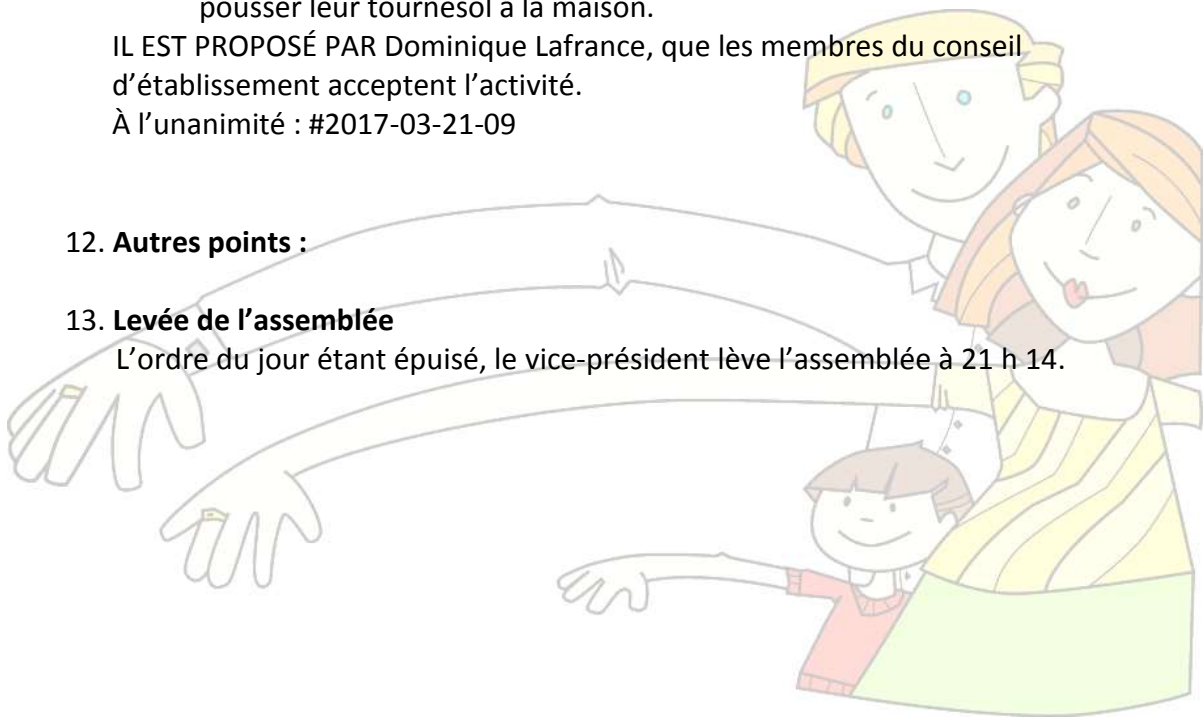 pousser leur tournesol à la maison.
IL EST PROPOSÉ PAR Dominique Lafrance, que les membres du conseil
d’établissement acceptent l’activité.
À l’unanimité : #2017-03-21-09
12. Autres points :
13. Levée de l’assemblée
L’ordre du jour étant épuisé, le vice-président lève l’assemblée à 21 h 14.